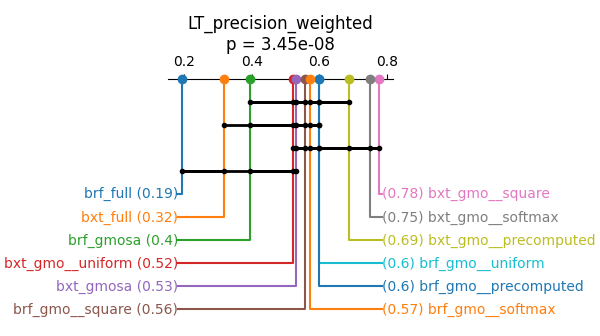 LT_precision_weighted
p = 3.45e-08
0.2 0.4 0.6 0.8
brf_full (0.19) (0.78) bxt_gmo__square
bxt_full (0.32) (0.75) bxt_gmo__softmax
brf_gmosa (0.4) (0.69) bxt_gmo__precomputed
bxt_gmo__uniform (0.52) (0.6) brf_gmo__uniform
bxt_gmosa (0.53) (0.6) brf_gmo__precomputed
brf_gmo__square (0.56) (0.57) brf_gmo__softmax